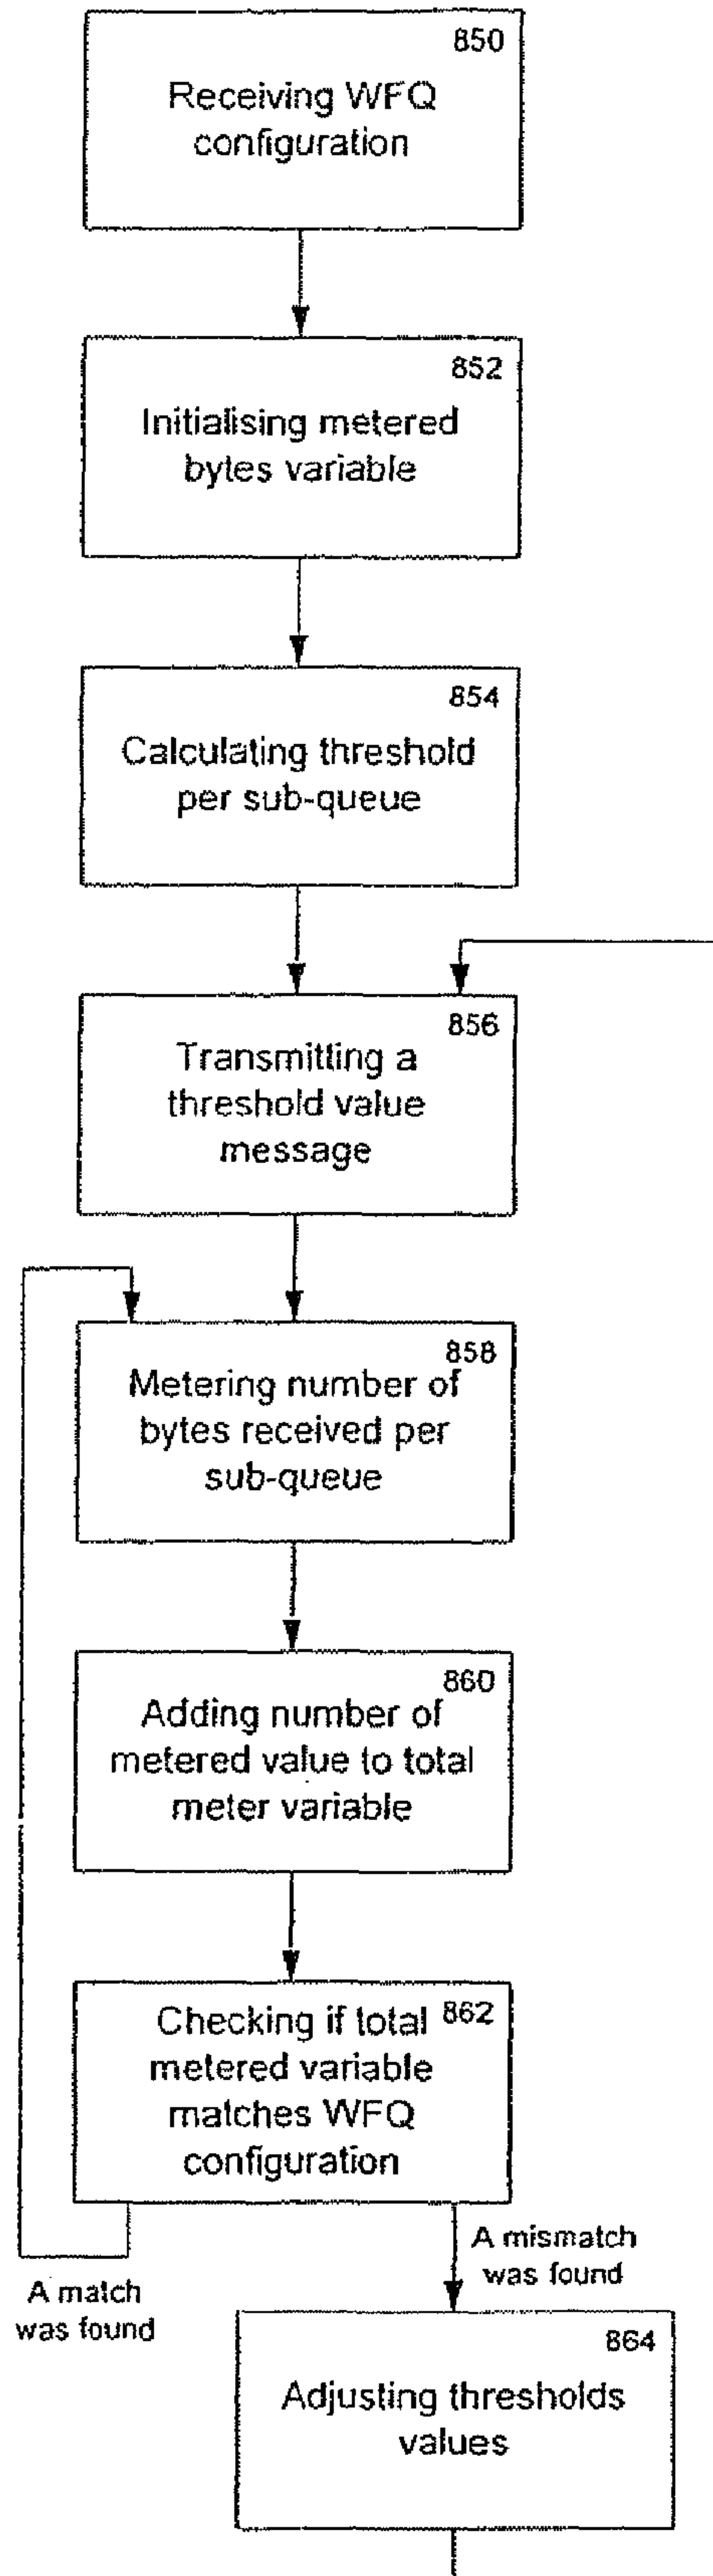 850
Receiving WFQ
configuration
852
Initialising metered
bytes variable
854
Calculating threshold
per sub-queue
856
Transmitting a
threshold value
message
858
Metering number of
bytes received per
sub-queue
860
Adding number of
metered value to total
meter variable
862
Checking if total
metered variable
matches WFQ
configuration
A mismatch
was found
A match
was found
864
Adjusting thresholds
values